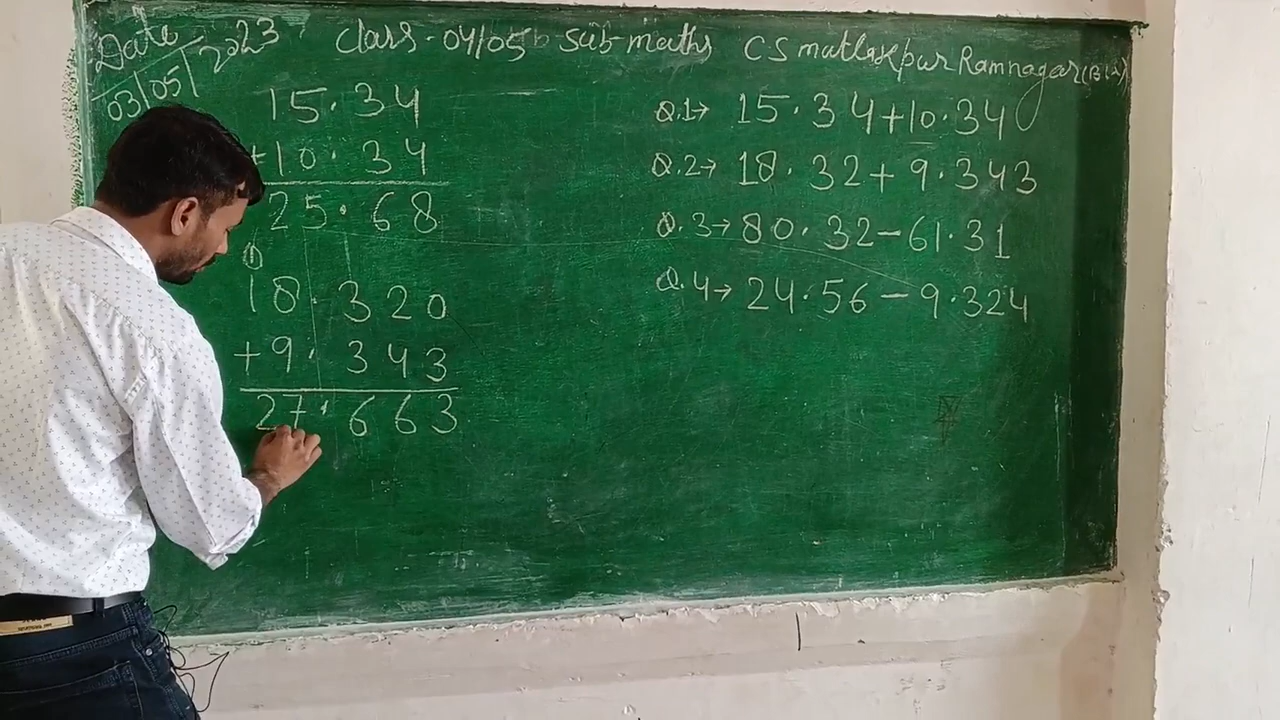 Date 03/05/2023 Class-04/05 Sub-maths CS matlakpur Ramnagar (
15.34
+10.34
25.68
1
18.320
+9.343
27.663
Q.1→ 15.34+10.34
Q.2→ 18.32+9.343
Q.3→80.32-61.31
Q.4→24.56-9.324